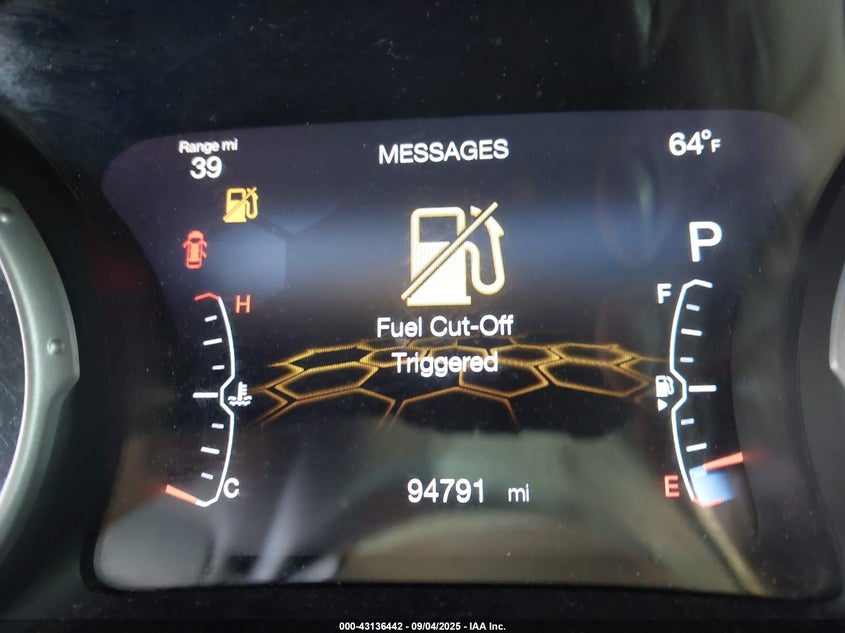 Range mi
39
MESSAGES
64°F
P
H
F
Fuel Cut-Off
Triggered
C
E
94791 mi
000-43136442 - 09/04/2025 - IAA Inc.